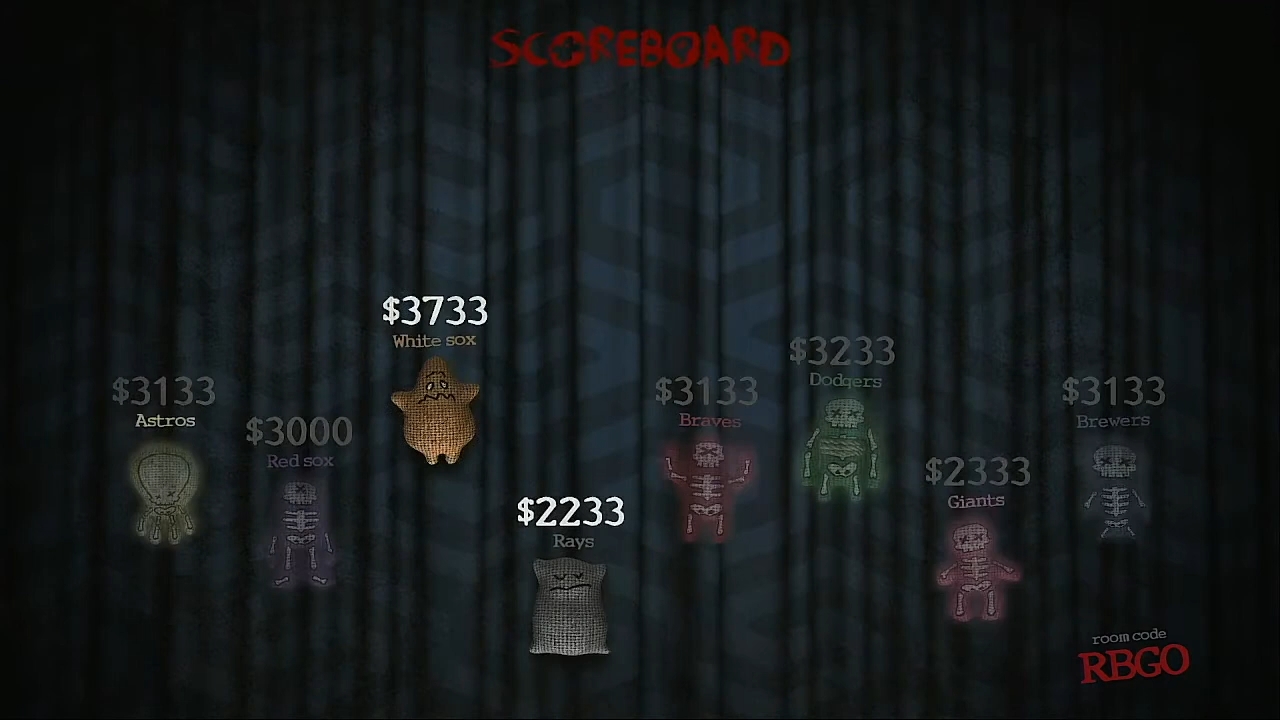 SCOREBOARD
$3133
Astros
$3000
Red sox
$3733
White sox
$2233
Rays
$3133
Braves
$3233
Dodgers
$2333
Giants
$3133
Brewers
room code
RBGO